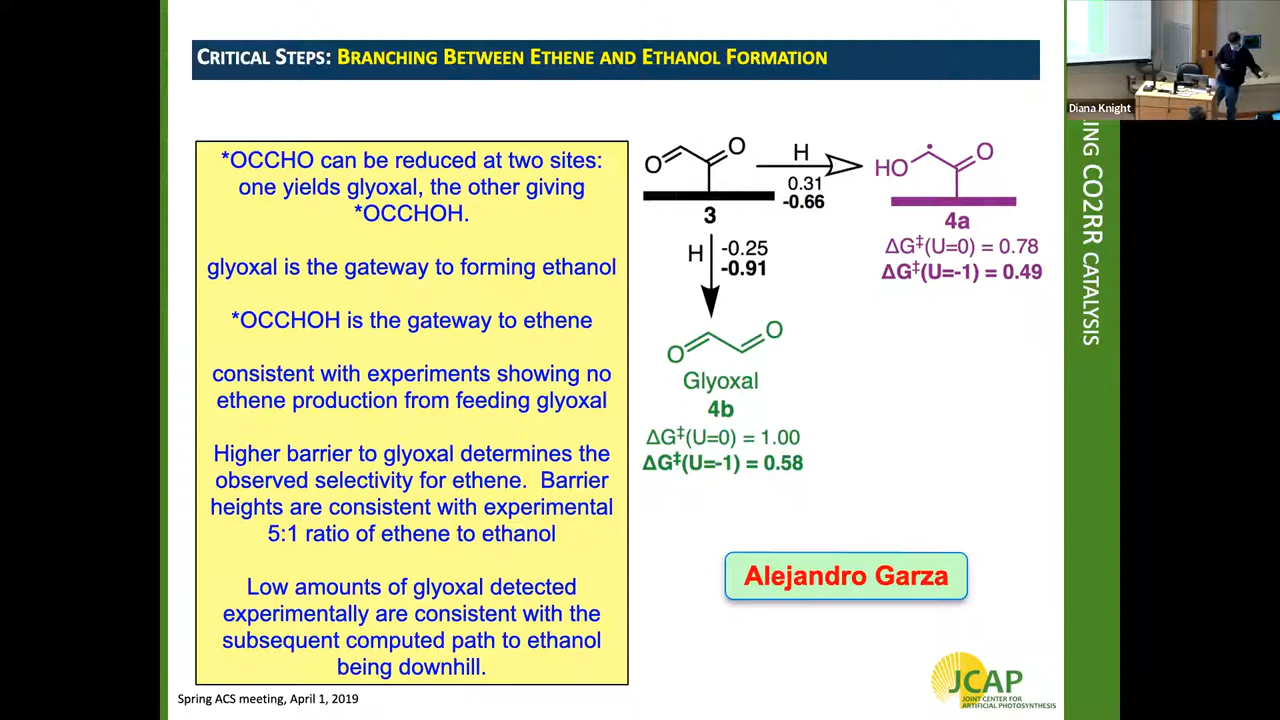 CRITICAL STEPS: BRANCHING BETWEEN ETHENE AND ETHANOL FORMATION
Diana Knight
ING CO2RR CATALYSIS
*OCCHO can be reduced at two sites:
one yields glyoxal, the other giving
*OCCHOH.
glyoxal is the gateway to forming ethanol
*OCCHOH is the gateway to ethene
consistent with experiments showing no
ethene production from feeding glyoxal
Higher barrier to glyoxal determines the
observed selectivity for ethene. Barrier
heights are consistent with experimental
5:1 ratio of ethene to ethanol
Low amounts of glyoxal detected
experimentally are consistent with the
subsequent computed path to ethanol
being downhill.
O O
3
H
0.31
-0.66
HO O
4a
ΔG‡(U=0) = 0.78
ΔG‡(U=-1) = 0.49
H
-0.25
-0.91
O O
Glyoxal
4b
ΔG‡(U=0) = 1.00
ΔG‡(U=-1) = 0.58
Alejandro Garza
JCAP
JOINT CENTER FOR
ARTIFICIAL PHOTOSYNTHESIS
Spring ACS meeting, April 1, 2019